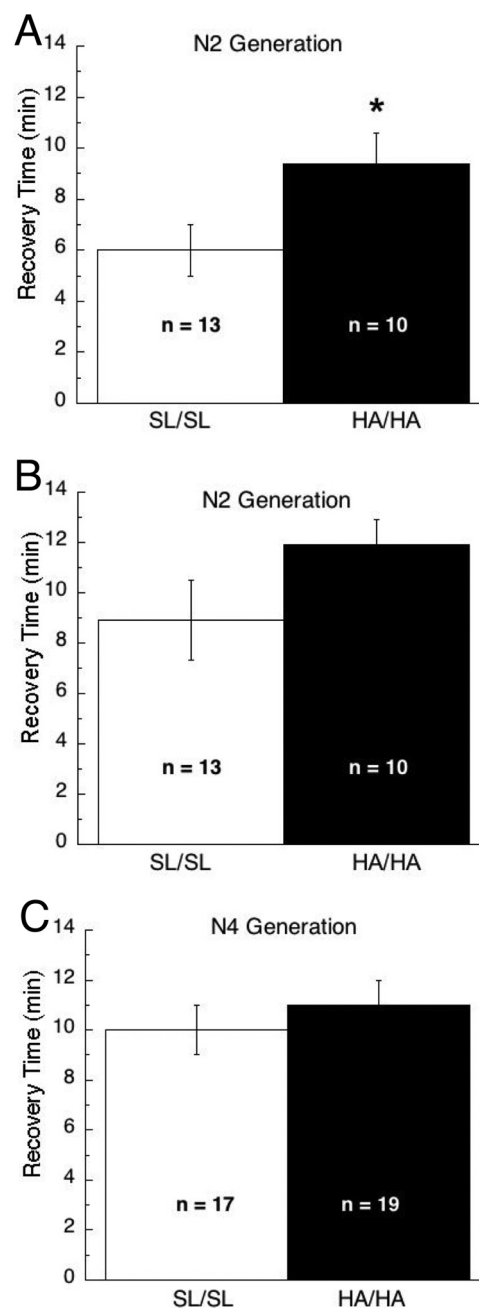 A
N2 Generation
Recovery Time (min)
14
12
10
8
6
4
2
0
*
n = 13
n = 10
SL/SL
HA/HA
B
N2 Generation
Recovery Time (min)
14
12
10
8
6
4
2
0
n = 13
n = 10
SL/SL
HA/HA
C
N4 Generation
Recovery Time (min)
14
12
10
8
6
4
2
0
n = 17
n = 19
SL/SL
HA/HA